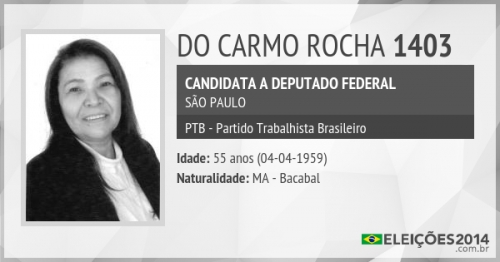 DO CARMO ROCHA 1403
CANDIDATA A DEPUTADO FEDERAL
SÃO PAULO
PTB - Partido Trabalhista Brasileiro
Idade: 55 anos (04-04-1959)
Naturalidade: MA - Bacabal
ELEIÇÕES2014
.com.br